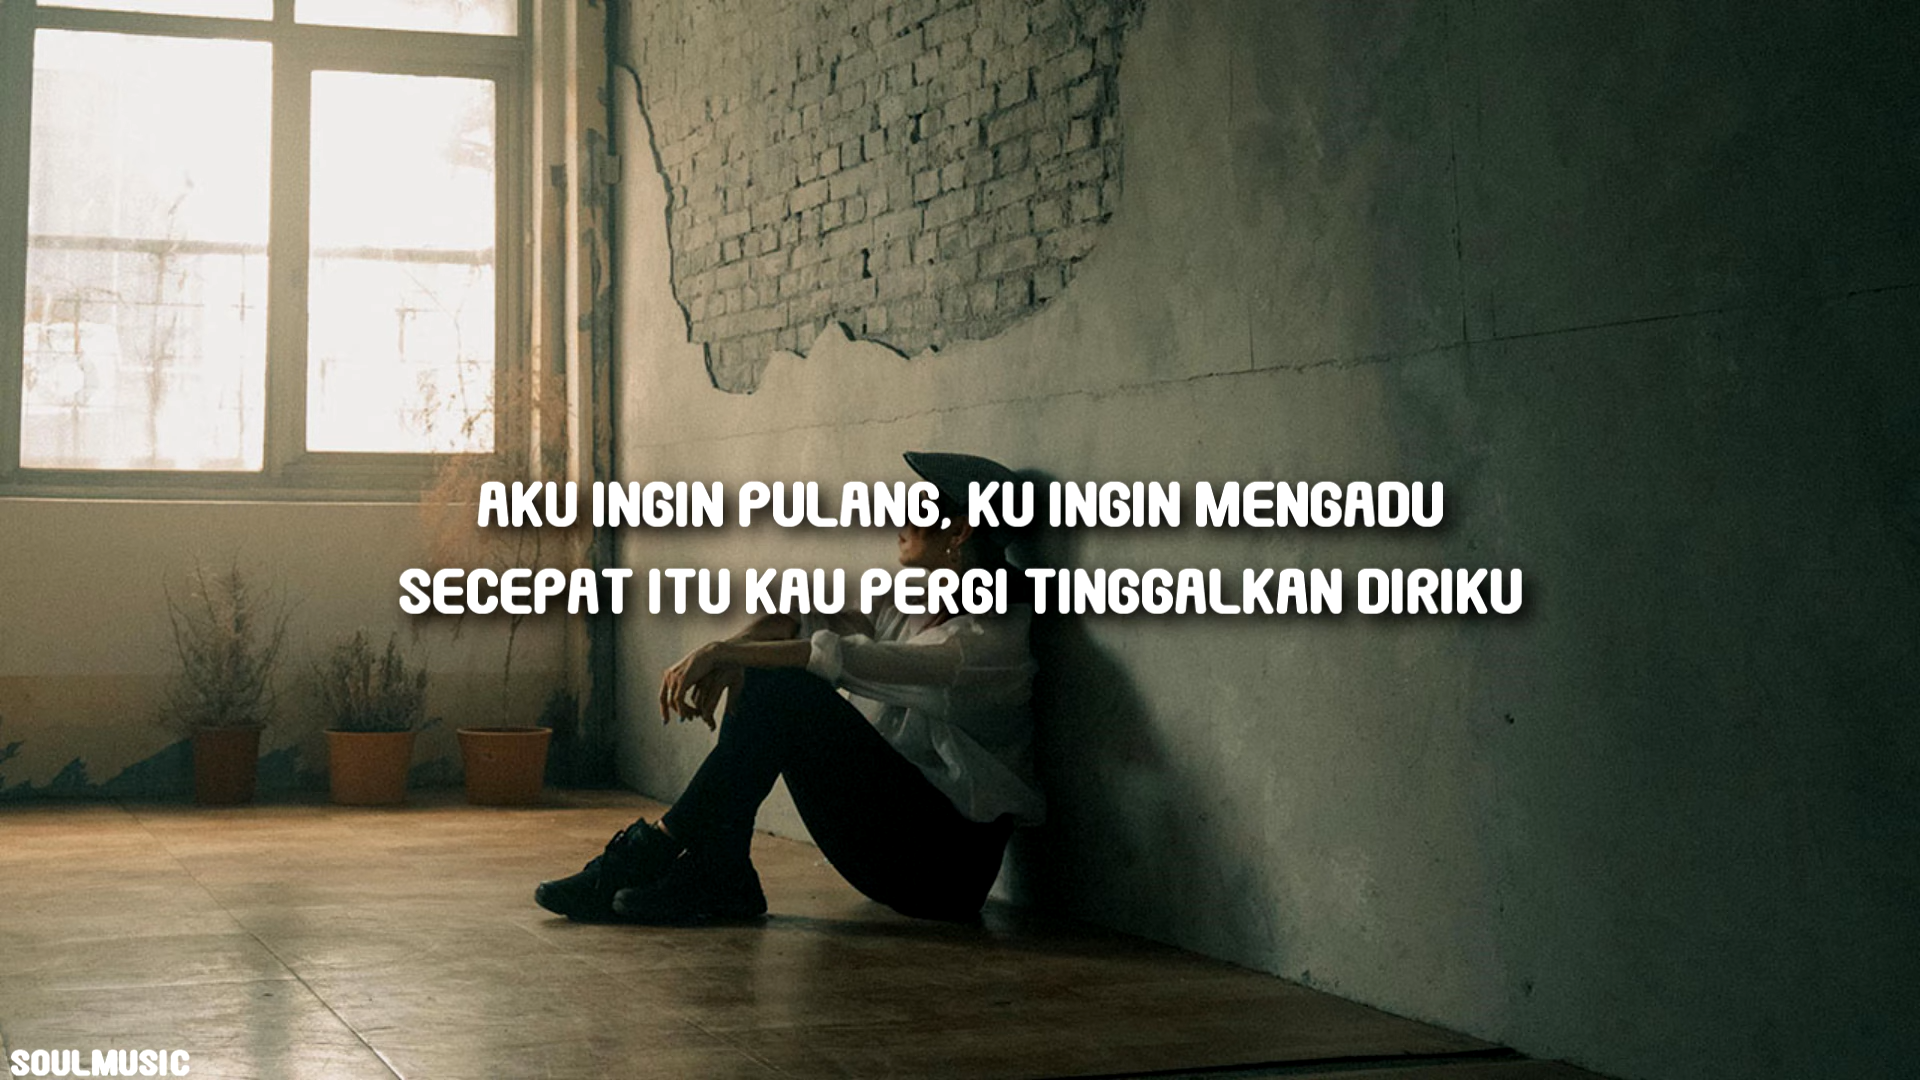 AKU INGIN PULANG, KU INGIN MENGADU
SECEPAT ITU KAU PERGI TINGGALKAN DIRIKU
SOULMUSIC